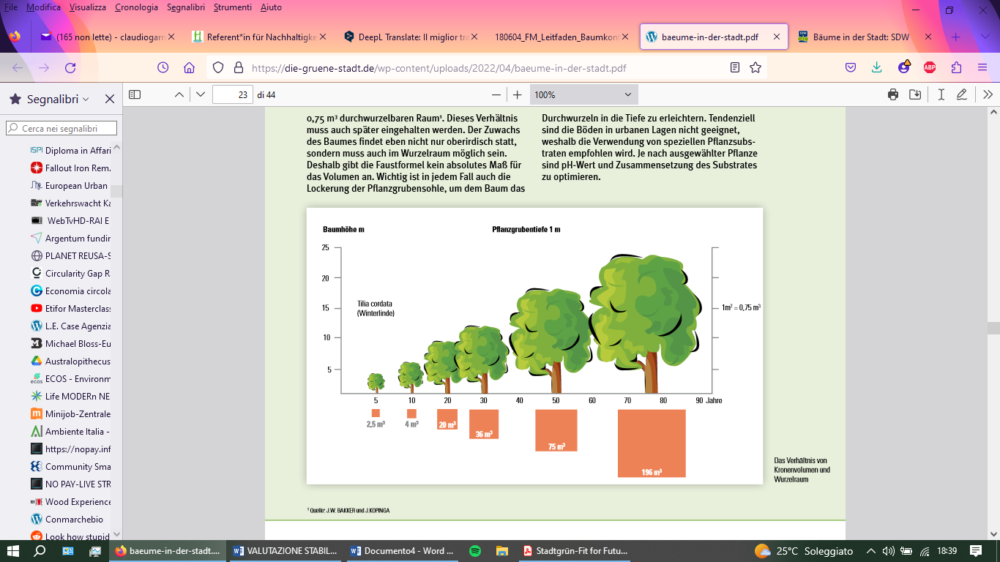 File Modifica Visualizza Cronologia Segnalibri Strumenti Aiuto
(165 non lette) - claudiogarr
Referent*in für Nachhaltigke
DeepL Translate: Il miglior tra
180604_FM_Leitfaden_Baumkont
baeume-in-der-stadt.pdf
Bäume in der Stadt: SDW
https://die-gruene-stadt.de/wp-content/uploads/2022/04/baeume-in-der-stadt.pdf
ABP
Segnalibri
23 di 44
100%
Cerca nei segnalibri
ISPI Diploma in Affari
Fallout Iron Rem.
European Urban
Verkehrswacht Ka
WebTvHD-RAI E
Argentum fundin
PLANET REUSA-S
Circularity Gap R
Economia circola
Etifor Masterclass
L.E. Case Agenzia
Michael Bloss-Eu
Australopithecus
ecos ECOS - Environm
Life MODERn NE
Minijob-Zentrale
Ambiente Italia -
https://nopay.inf
Community Sma
NO PAY-LIVE STR
Wood Experience
Conmarchebio
Look how stupid
0,75 m³ durchwurzelbaren Raum¹. Dieses Verhältnis
muss auch später eingehalten werden. Der Zuwachs
des Baumes findet eben nicht nur oberirdisch statt,
sondern muss auch im Wurzelraum möglich sein.
Deshalb gibt die Faustformel kein absolutes Maß für
das Volumen an. Wichtig ist in jedem Fall auch die
Lockerung der Pflanzgrubensohle, um dem Baum das
Durchwurzeln in die Tiefe zu erleichtern. Tendenziell
sind die Böden in urbanen Lagen nicht geeignet,
weshalb die Verwendung von speziellen Pflanzsubs-
traten empfohlen wird. Je nach ausgewählter Pflanze
sind pH-Wert und Zusammensetzung des Substrates
zu optimieren.
Baumhöhe m
Pflanzgrubentiefe 1 m
25
20
15
10
5
Tilia cordata
(Winterlinde)
1m² = 0,75 m³
5 10 20 30 40 50 60 70 80 90 Jahre
2,5 m³ 4 m³ 20 m³ 36 m³ 75 m³ 196 m³
Das Verhältnis von
Kronenvolumen und
Wurzelraum
¹ Quelle: J.W. BAKKER und J.KOPINGA
baeume-in-der-stadt....
VALUTAZIONE STABIL...
Documento4 - Word ...
Stadtgrün-Fit for Futu...
25°C Soleggiato
18:39